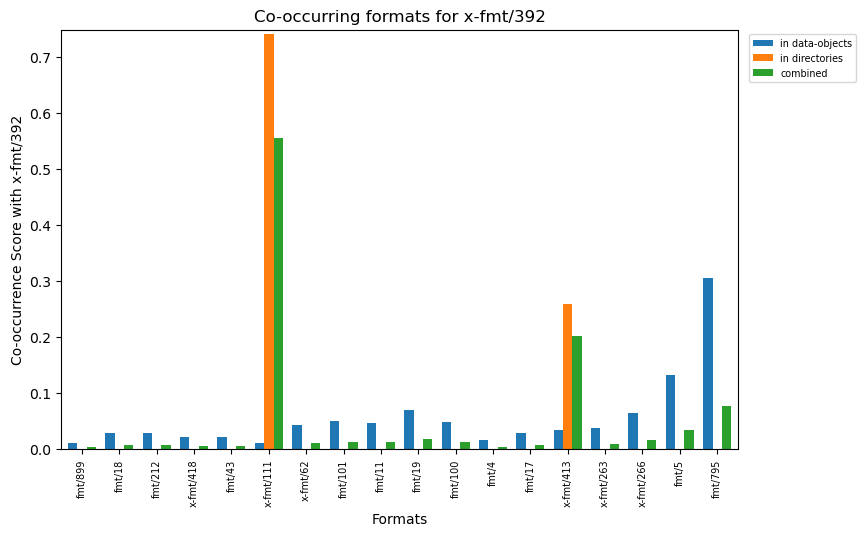 Co-occurring formats for x-fmt/392
in data-objects
in directories
combined
Co-occurrence Score with x-fmt/392
0.7
0.6
0.5
0.4
0.3
0.2
0.1
0.0
fmt/899
fmt/18
fmt/212
x-fmt/418
fmt/43
x-fmt/111
x-fmt/62
fmt/101
fmt/11
fmt/19
fmt/100
fmt/4
fmt/17
x-fmt/413
x-fmt/263
x-fmt/266
fmt/5
fmt/795
Formats